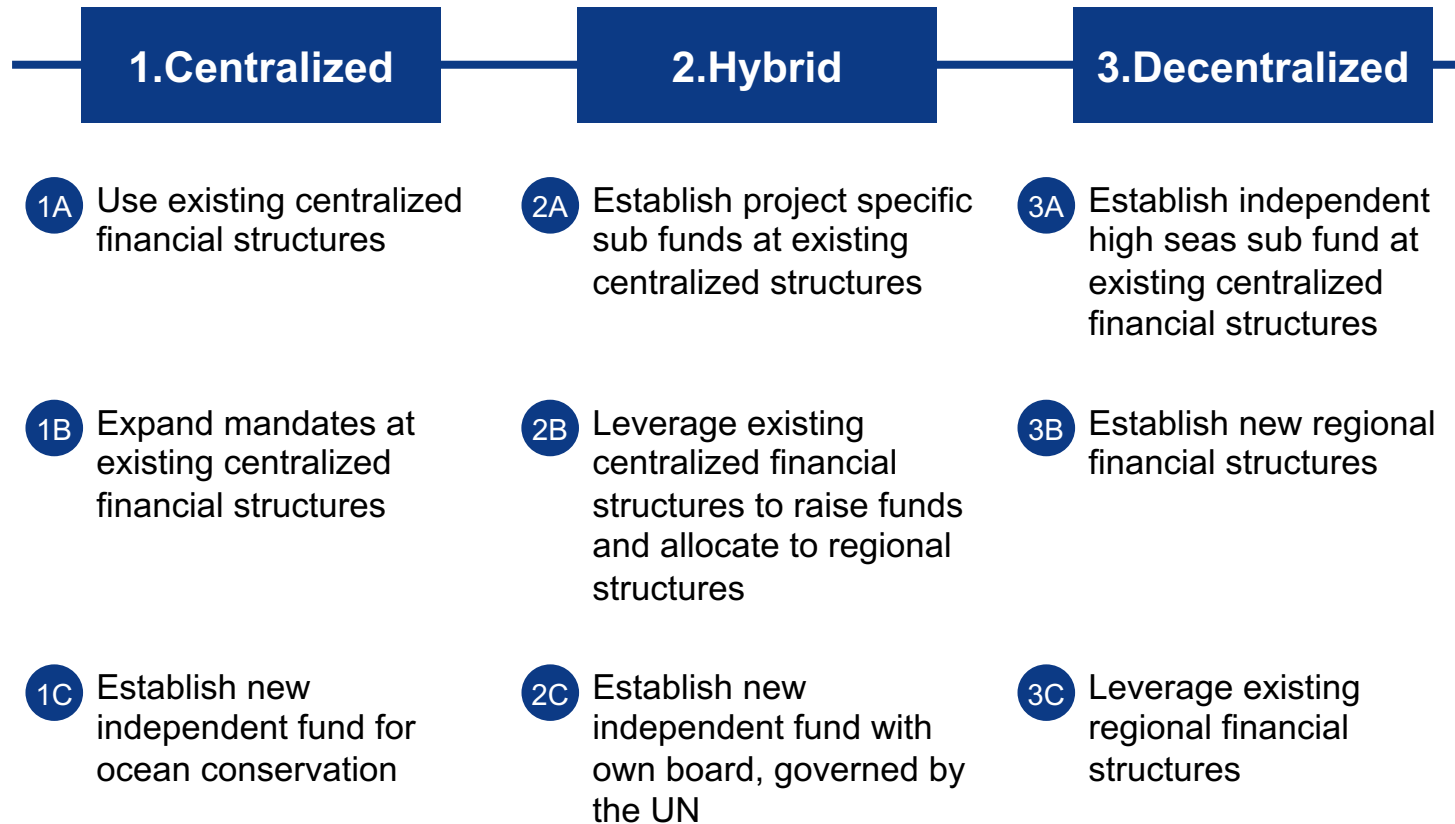 1.Centralized
2.Hybrid
3.Decentralized
1A
Use existing centralized
financial structures
2A
Establish project specific
sub funds at existing
centralized structures
3A
Establish independent
high seas sub fund at
existing centralized
financial structures
1B
Expand mandates at
existing centralized
financial structures
2B
Leverage existing
centralized financial
structures to raise funds
and allocate to regional
structures
3B
Establish new regional
financial structures
1C
Establish new
independent fund for
ocean conservation
2C
Establish new
independent fund with
own board, governed by
the UN
3C
Leverage existing
regional financial
structures